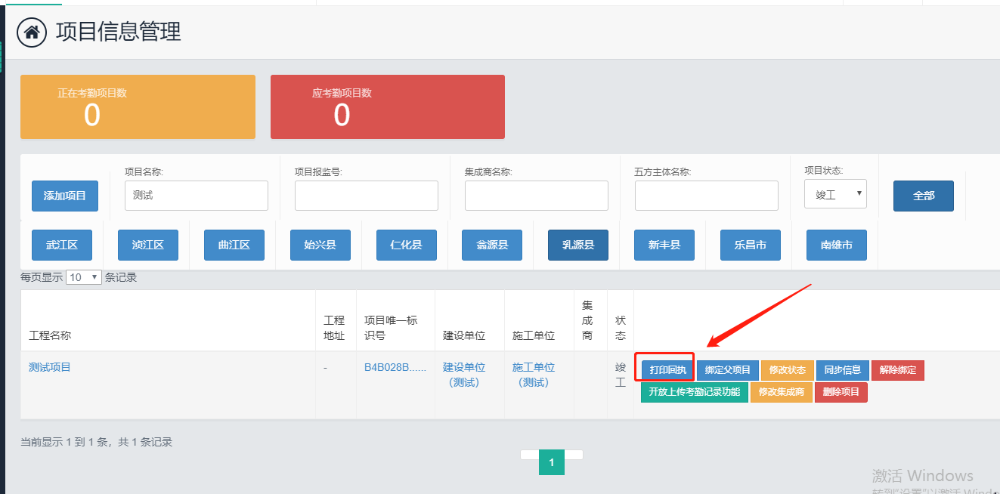 项目信息管理
正在考勤项目数
0
应考勤项目数
0
项目名称:
项目报监号:
集成商名称:
五方主体名称:
项目状态:
添加项目
测试
竣工
全部
武江区
浈江区
曲江区
始兴县
仁化县
翁源县
乳源县
新丰县
乐昌市
南雄市
每页显示 10 条记录
工程名称
工程
地址
项目唯一标
识号
建设单位
施工单位
集
成
商
状
态
测试项目
-
B4B028B......
建设单位
（测试）
施工单位
（测试）
竣
工
打印回执
绑定父项目
修改状态
同步信息
解除绑定
开放上传考勤记录功能
修改集成商
删除项目
当前显示 1 到 1 条，共 1 条记录
1
激活 Windows